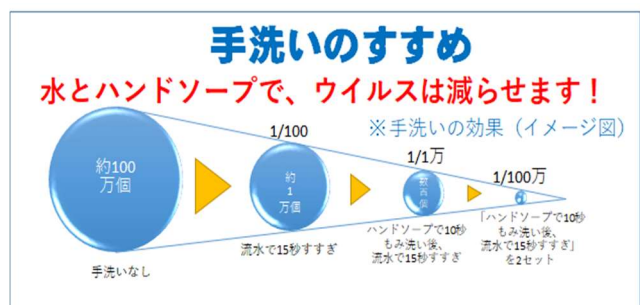 手洗いのすすめ
水とハンドソープで、ウイルスは減らせます！
※手洗いの効果（イメージ図）
1/100
1/1万
1/100万
約100
万個
約
1
万個
数百個
手洗いなし
流水で15秒すすぎ
ハンドソープで10秒
もみ洗い後、
流水で15秒すすぎ
「ハンドソープで10秒
もみ洗い後、
流水で15秒すすぎ」
を2セット